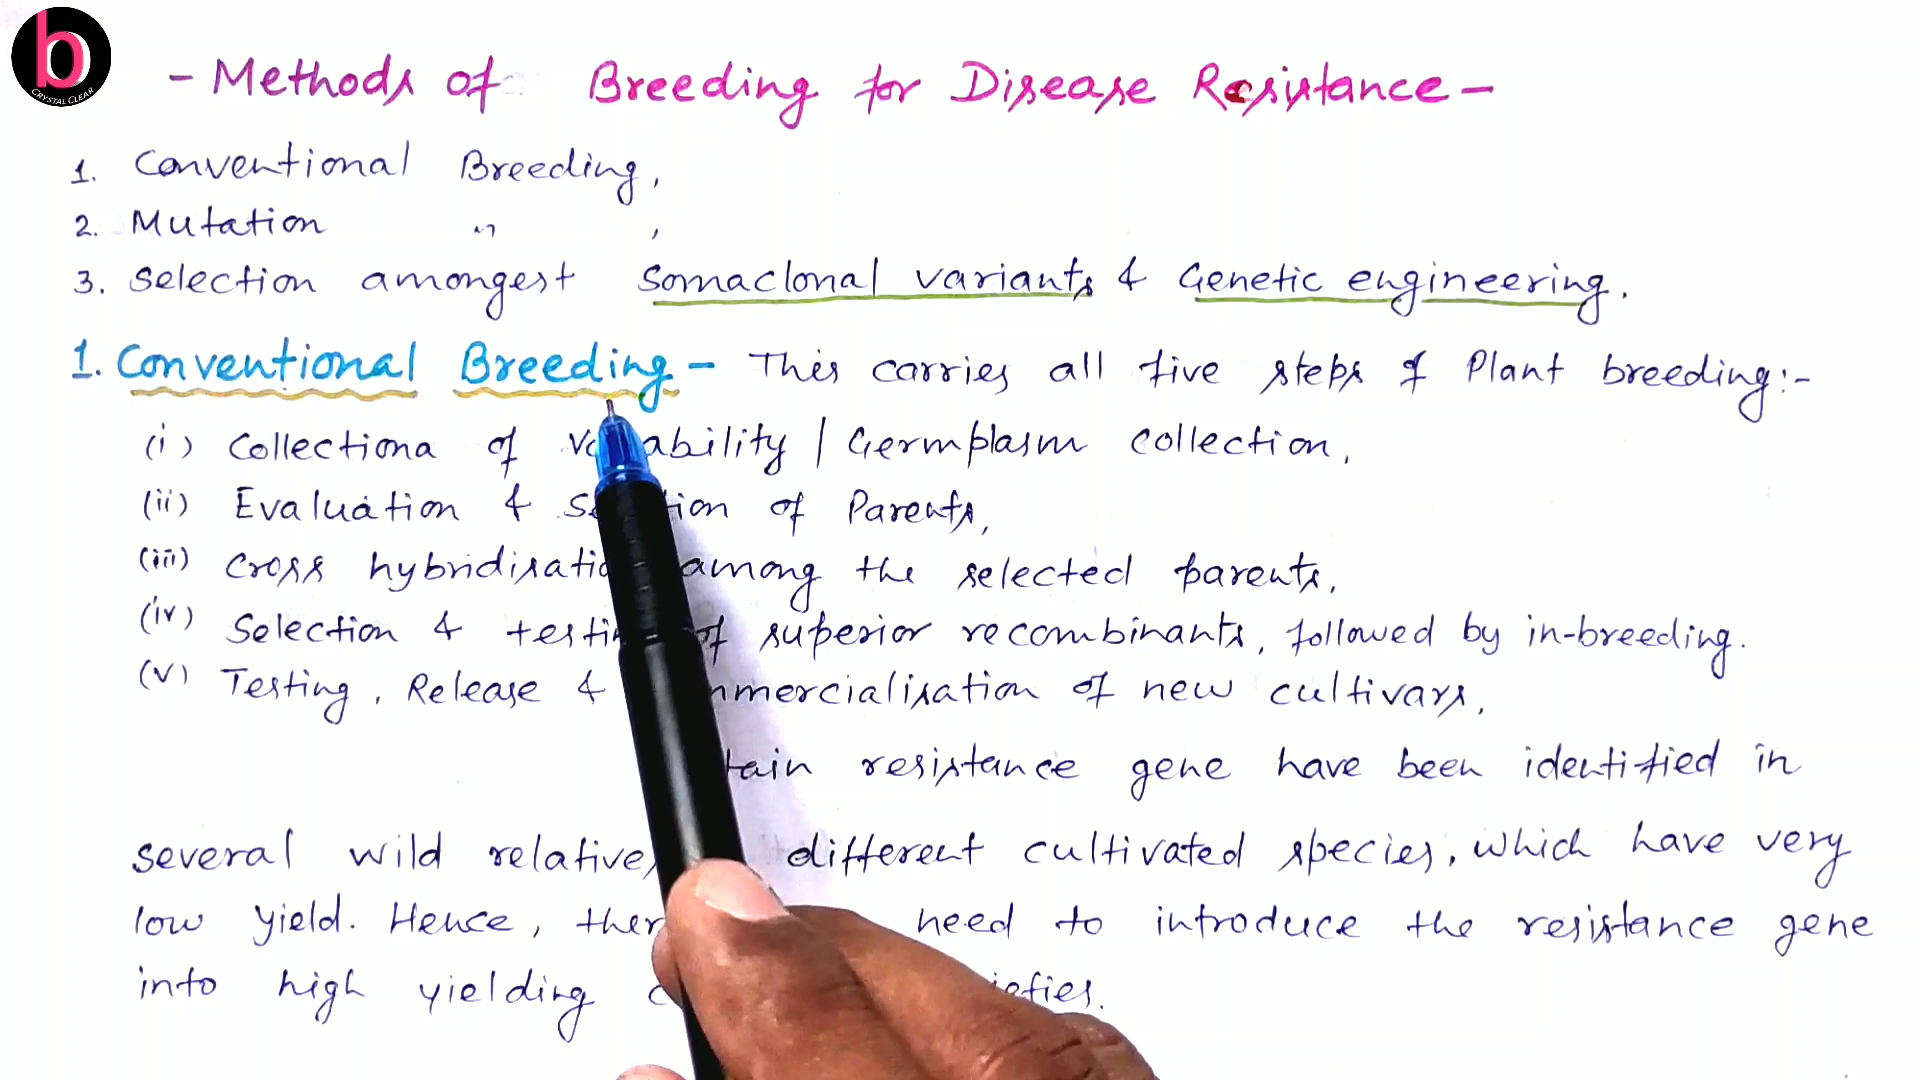 b
CRYSTAL CLEAR
- Methods of Breeding for Disease Resistance -
1. Conventional Breeding,
2. Mutation " ,
3. Selection amongest Somaclonal variants & Genetic engineering.
1. Conventional Breeding - This carries all five steps of Plant breeding:-
(i) Collectiona of / Germplasm collection,
(ii) Evaluation & of Parents,
(iii) Cross among the selected parents,
(iv) Selection & of superior recombinants, followed by in-breeding.
(v) Testing, Release & of new cultivars.
resistance gene have been identified in
several wild different cultivated species, which have very
low yield. Hence, need to introduce the resistance gene
into high yielding